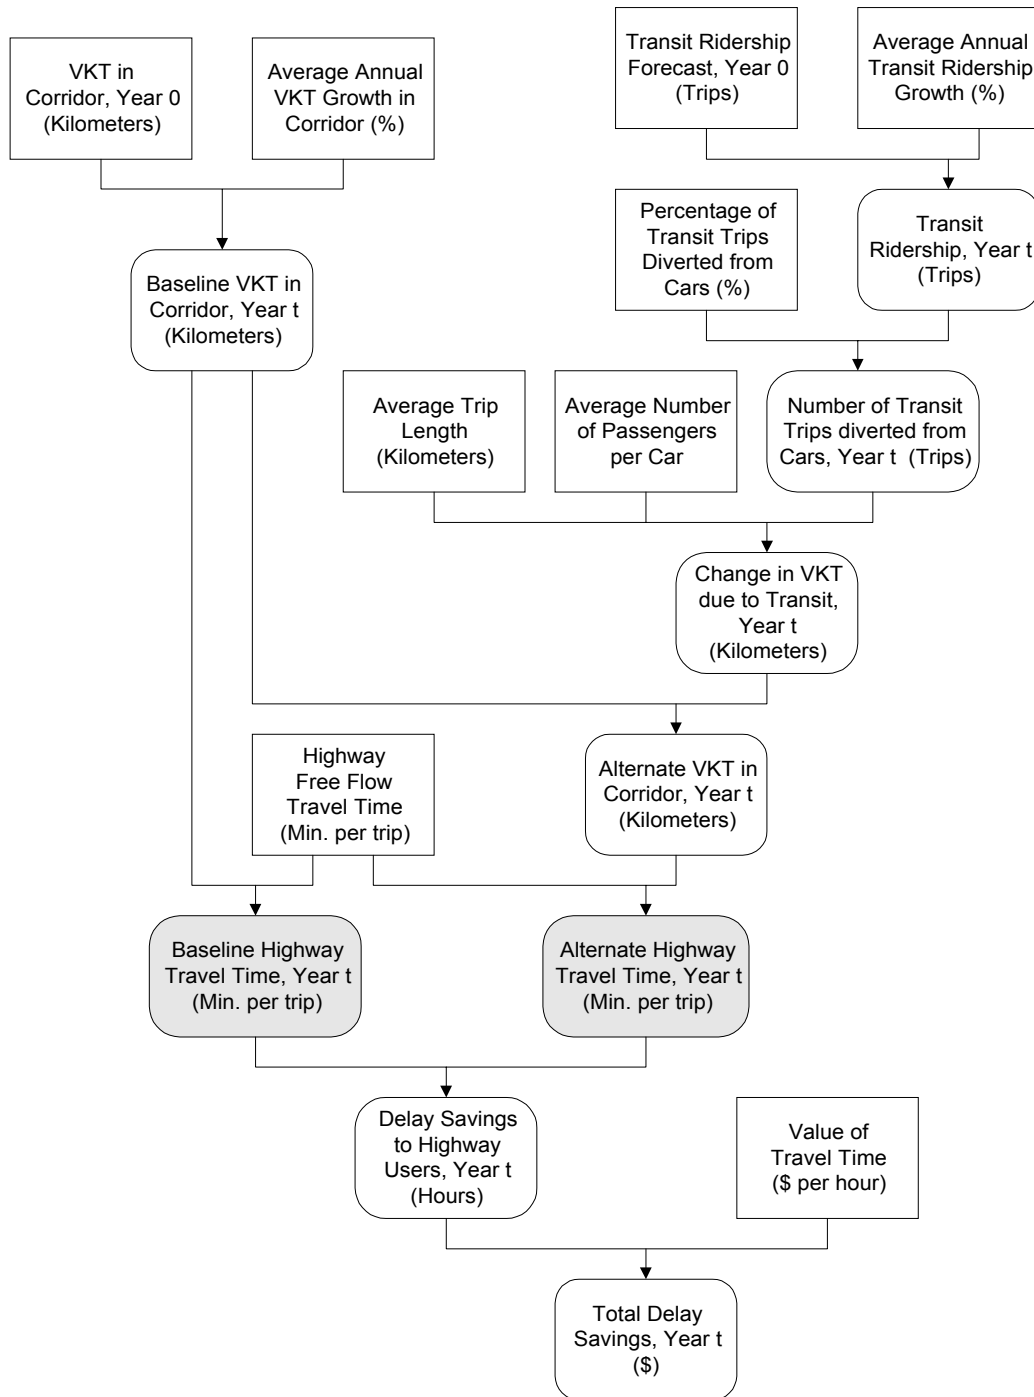 VKT in
Corridor, Year 0
(Kilometers)
Average Annual
VKT Growth in
Corridor (%)
Transit Ridership
Forecast, Year 0
(Trips)
Average Annual
Transit Ridership
Growth (%)
Percentage of
Transit Trips
Diverted from
Cars (%)
Transit
Ridership, Year t
(Trips)
Baseline VKT in
Corridor, Year t
(Kilometers)
Average Trip
Length
(Kilometers)
Average Number
of Passengers
per Car
Number of Transit
Trips diverted from
Cars, Year t (Trips)
Change in VKT
due to Transit,
Year t
(Kilometers)
Highway
Free Flow
Travel Time
(Min. per trip)
Alternate VKT in
Corridor, Year t
(Kilometers)
Baseline Highway
Travel Time, Year t
(Min. per trip)
Alternate Highway
Travel Time, Year t
(Min. per trip)
Delay Savings
to Highway
Users, Year t
(Hours)
Value of
Travel Time
($ per hour)
Total Delay
Savings, Year t
($)